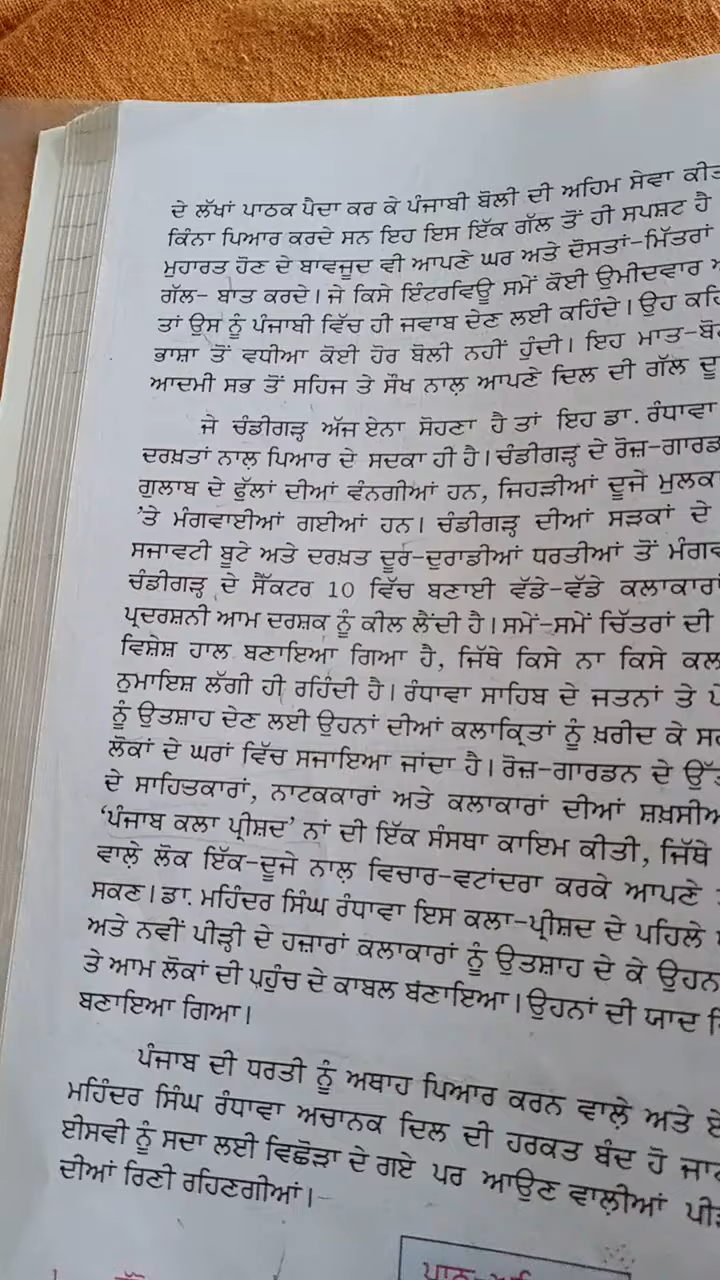 ਦੇ ਲੱਖਾਂ ਪਾਠਕ ਪੈਦਾ ਕਰ ਕੇ ਪੰਜਾਬੀ ਬੋਲੀ ਦੀ ਅਹਿਮ ਸੇਵਾ
ਕਿੰਨਾ ਪਿਆਰ ਕਰਦੇ ਸਨ ਇਹ ਇਸ ਇੱਕ ਗੱਲ ਤੋਂ ਹੀ ਸਪਸ਼ਟ ਹੈ
ਮੁਹਾਰਤ ਹੋਣ ਦੇ ਬਾਵਜੂਦ ਵੀ ਆਪਣੇ ਘਰ ਅਤੇ ਦੋਸਤਾਂ-ਮਿੱਤਰਾਂ
ਗੱਲ- ਬਾਤ ਕਰਦੇ। ਜੇ ਕਿਸੇ ਇੰਟਰਵਿਊ ਸਮੇਂ ਕੋਈ ਉਮੀਦਵਾਰ
ਤਾਂ ਉਸ ਨੂੰ ਪੰਜਾਬੀ ਵਿੱਚ ਹੀ ਜਵਾਬ ਦੇਣ ਲਈ ਕਹਿੰਦੇ। ਉਹ
ਭਾਸ਼ਾ ਤੋਂ ਵਧੀਆ ਕੋਈ ਹੋਰ ਬੋਲੀ ਨਹੀਂ ਹੁੰਦੀ। ਇਹ
ਆਦਮੀ ਸਭ ਤੋਂ ਸਹਿਜ ਤੇ ਸੌਖ ਨਾਲ਼ ਆਪਣੇ ਦਿਲ ਦੀ ਗੱਲ
ਜੇ ਚੰਡੀਗੜ੍ਹ ਅੱਜ ਏਨਾ ਸੋਹਣਾ ਹੈ ਤਾਂ ਇਹ ਡਾ. ਰੰਧਾਵਾ
ਦਰਖ਼ਤਾਂ ਨਾਲ਼ ਪਿਆਰ ਦੇ ਸਦਕਾ ਹੀ ਹੈ। ਚੰਡੀਗੜ੍ਹ ਦੇ
ਗੁਲਾਬ ਦੇ ਫੁੱਲਾਂ ਦੀਆਂ ਵੰਨਗੀਆਂ ਹਨ, ਜਿਹੜੀਆਂ ਦੂਜੇ
'ਤੇ ਮੰਗਵਾਈਆਂ ਗਈਆਂ ਹਨ। ਚੰਡੀਗੜ੍ਹ ਦੀਆਂ ਸੜਕਾਂ ਦੇ
ਸਜਾਵਟੀ ਬੂਟੇ ਅਤੇ ਦਰਖ਼ਤ ਦੂਰ-ਦੁਰਾਡੀਆਂ ਧਰਤੀਆਂ ਤੋਂ
ਚੰਡੀਗੜ੍ਹ ਦੇ ਸੈੱਕਟਰ 10 ਵਿੱਚ ਬਣਾਈ ਵੱਡੇ-ਵੱਡੇ ਕਲਾਕਾਰਾਂ
ਪ੍ਰਦਰਸ਼ਨੀ ਆਮ ਦਰਸ਼ਕ ਨੂੰ ਕੀਲ ਲੈਂਦੀ ਹੈ। ਸਮੇਂ-ਸਮੇਂ ਚਿੱਤਰਾਂ ਦੀ
ਵਿਸ਼ੇਸ਼ ਹਾਲ ਬਣਾਇਆ ਗਿਆ ਹੈ, ਜਿੱਥੇ ਕਿਸੇ ਨਾ ਕਿਸੇ
ਨੁਮਾਇਸ਼ ਲੱਗੀ ਹੀ ਰਹਿੰਦੀ ਹੈ। ਰੰਧਾਵਾ ਸਾਹਿਬ ਦੇ ਜਤਨਾਂ ਤੇ
ਨੂੰ ਉਤਸ਼ਾਹ ਦੇਣ ਲਈ ਉਹਨਾਂ ਦੀਆਂ ਕਲਾਕ੍ਰਿਤਾਂ ਨੂੰ ਖ਼ਰੀਦ ਕੇ
ਲੋਕਾਂ ਦੇ ਘਰਾਂ ਵਿੱਚ ਸਜਾਇਆ ਜਾਂਦਾ ਹੈ। ਰੋਜ਼-ਗਾਰਡਨ ਦੇ
ਦੇ ਸਾਹਿਤਕਾਰਾਂ, ਨਾਟਕਕਾਰਾਂ ਅਤੇ ਕਲਾਕਾਰਾਂ ਦੀਆਂ
'ਪੰਜਾਬ ਕਲਾ ਪ੍ਰੀਸ਼ਦ' ਨਾਂ ਦੀ ਇੱਕ ਸੰਸਥਾ ਕਾਇਮ ਕੀਤੀ, ਜਿੱਥੇ
ਵਾਲ਼ੇ ਲੋਕ ਇੱਕ-ਦੂਜੇ ਨਾਲ਼ ਵਿਚਾਰ-ਵਟਾਂਦਰਾ ਕਰਕੇ ਆਪਣੇ
ਸਕਣ। ਡਾ. ਮਹਿੰਦਰ ਸਿੰਘ ਰੰਧਾਵਾ ਇਸ ਕਲਾ-ਪ੍ਰੀਸ਼ਦ ਦੇ ਪਹਿਲੇ
ਅਤੇ ਨਵੀਂ ਪੀੜ੍ਹੀ ਦੇ ਹਜ਼ਾਰਾਂ ਕਲਾਕਾਰਾਂ ਨੂੰ ਉਤਸ਼ਾਹ ਦੇ ਕੇ
ਤੇ ਆਮ ਲੋਕਾਂ ਦੀ ਪਹੁੰਚ ਦੇ ਕਾਬਲ ਬਣਾਇਆ। ਉਹਨਾਂ ਦੀ ਯਾਦ
ਬਣਾਇਆ ਗਿਆ।
ਪੰਜਾਬ ਦੀ ਧਰਤੀ ਨੂੰ ਅਥਾਹ ਪਿਆਰ ਕਰਨ ਵਾਲ਼ੇ ਅਤੇ
ਮਹਿੰਦਰ ਸਿੰਘ ਰੰਧਾਵਾ ਅਚਾਨਕ ਦਿਲ ਦੀ ਹਰਕਤ ਬੰਦ ਹੋ
ਈਸਵੀ ਨੂੰ ਸਦਾ ਲਈ ਵਿਛੋੜਾ ਦੇ ਗਏ ਪਰ ਆਉਣ ਵਾਲ਼ੀਆਂ
ਦੀਆਂ ਰਿਣੀ ਰਹਿਣਗੀਆਂ।